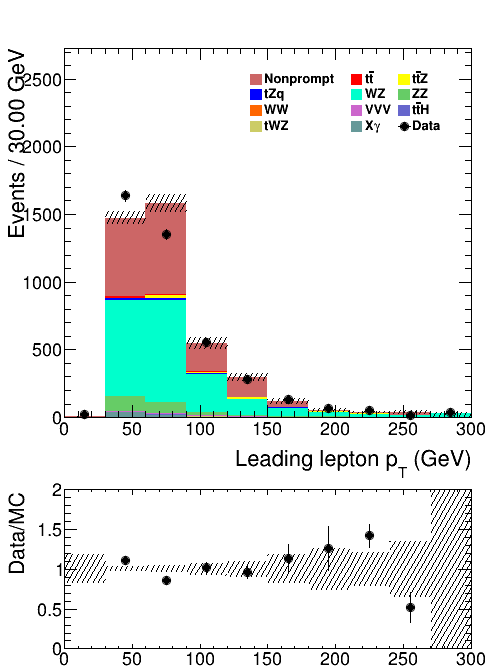 Events / 30.00 GeV
2500
2000
1500
1000
500
0
Nonprompt
tt̄
tt̄Z
tZq
WZ
ZZ
WW
VVV
tt̄H
tWZ
Xγ
Data
0 50 100 150 200 250 300
Leading lepton p_T (GeV)
Data/MC
2
1.5
1
0.5
0
0 50 100 150 200 250 300